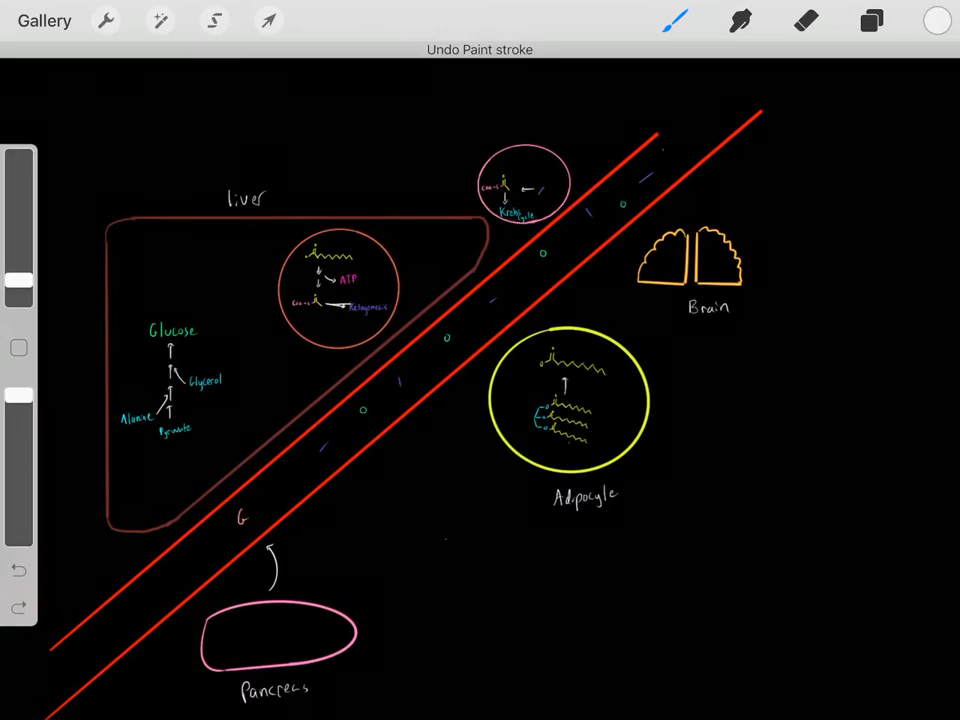 Gallery
Undo Paint stroke
liver
ATP
Ketogenesis
Glucose
Glycerol
Alanine
Pyruvate
Krebs
cycle
Brain
Adipocyte
G
Pancreas